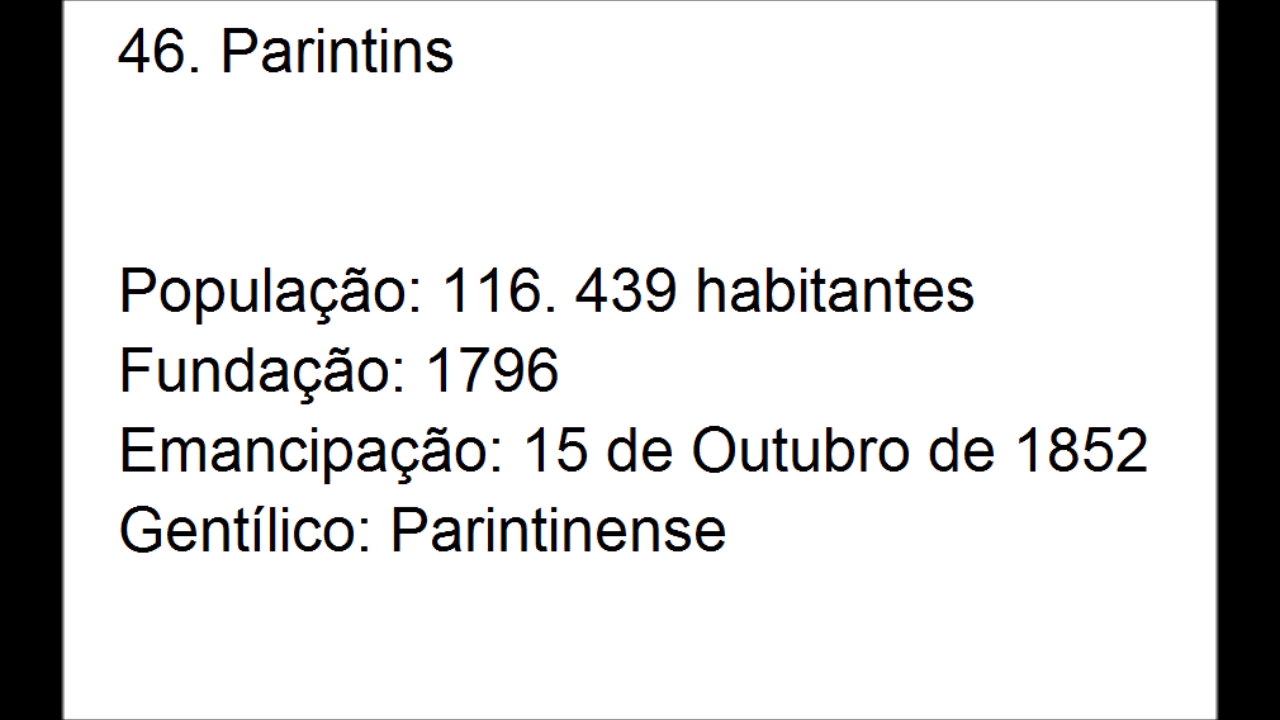 46. Parintins
População: 116. 439 habitantes
Fundação: 1796
Emancipação: 15 de Outubro de 1852
Gentílico: Parintinense